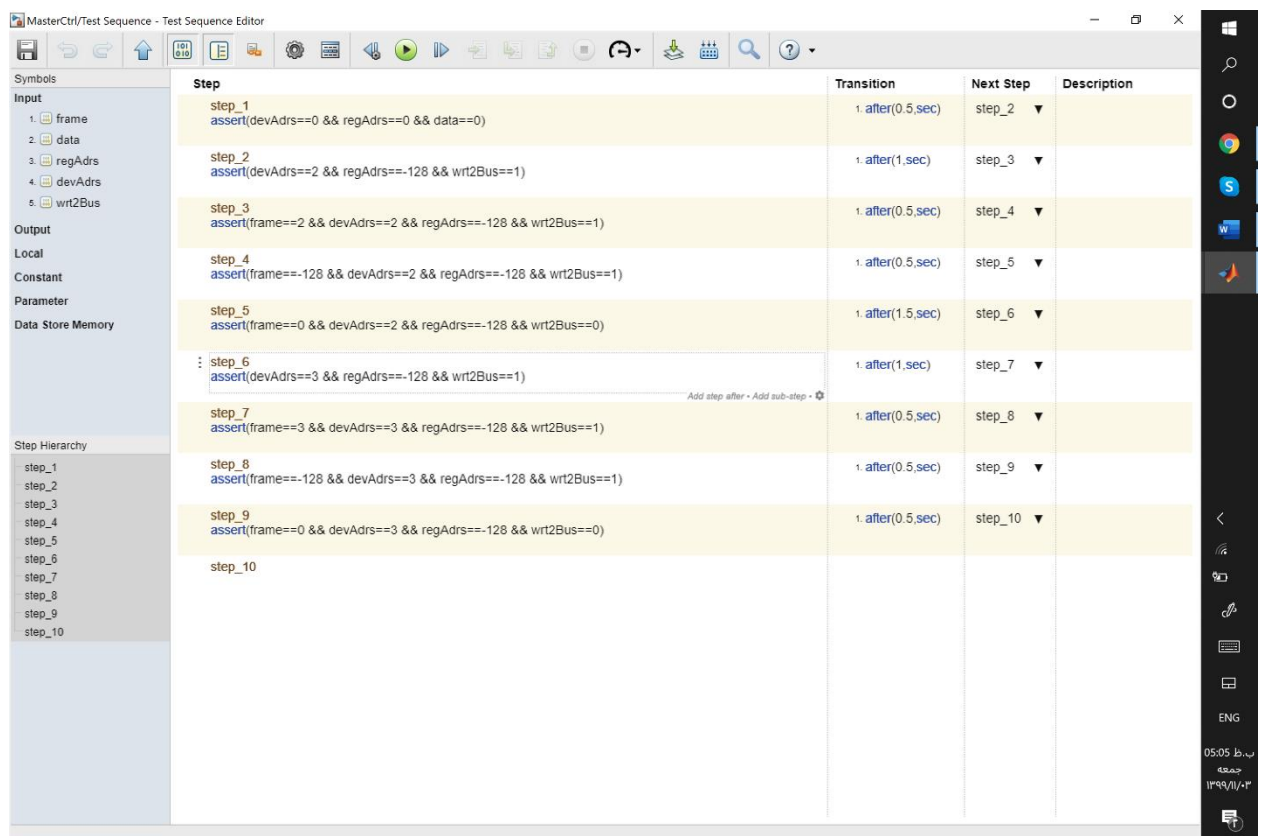 MasterCtrl/Test Sequence - Test Sequence Editor
Symbols
Input
1. frame
2. data
3. regAdrs
4. devAdrs
5. wrt2Bus
Output
Local
Constant
Parameter
Data Store Memory
Step Hierarchy
step_1
step_2
step_3
step_4
step_5
step_6
step_7
step_8
step_9
step_10
Step Transition Next Step Description
step_1
assert(devAdrs==0 && regAdrs==0 && data==0)
1. after(0.5,sec) step_2
step_2
assert(devAdrs==2 && regAdrs==-128 && wrt2Bus==1)
1. after(1,sec) step_3
step_3
assert(frame==2 && devAdrs==2 && regAdrs==-128 && wrt2Bus==1)
1. after(0.5,sec) step_4
step_4
assert(frame==-128 && devAdrs==2 && regAdrs==-128 && wrt2Bus==1)
1. after(0.5,sec) step_5
step_5
assert(frame==0 && devAdrs==2 && regAdrs==-128 && wrt2Bus==0)
1. after(1.5,sec) step_6
step_6
assert(devAdrs==3 && regAdrs==-128 && wrt2Bus==1)
1. after(1,sec) step_7
Add step after • Add sub-step •
step_7
assert(frame==3 && devAdrs==3 && regAdrs==-128 && wrt2Bus==1)
1. after(0.5,sec) step_8
step_8
assert(frame==-128 && devAdrs==3 && regAdrs==-128 && wrt2Bus==1)
1. after(0.5,sec) step_9
step_9
assert(frame==0 && devAdrs==3 && regAdrs==-128 && wrt2Bus==0)
1. after(0.5,sec) step_10
step_10
ENG
05:05 ب.ظ
جمعه
۱۳۹۹/۱۱/۰۳